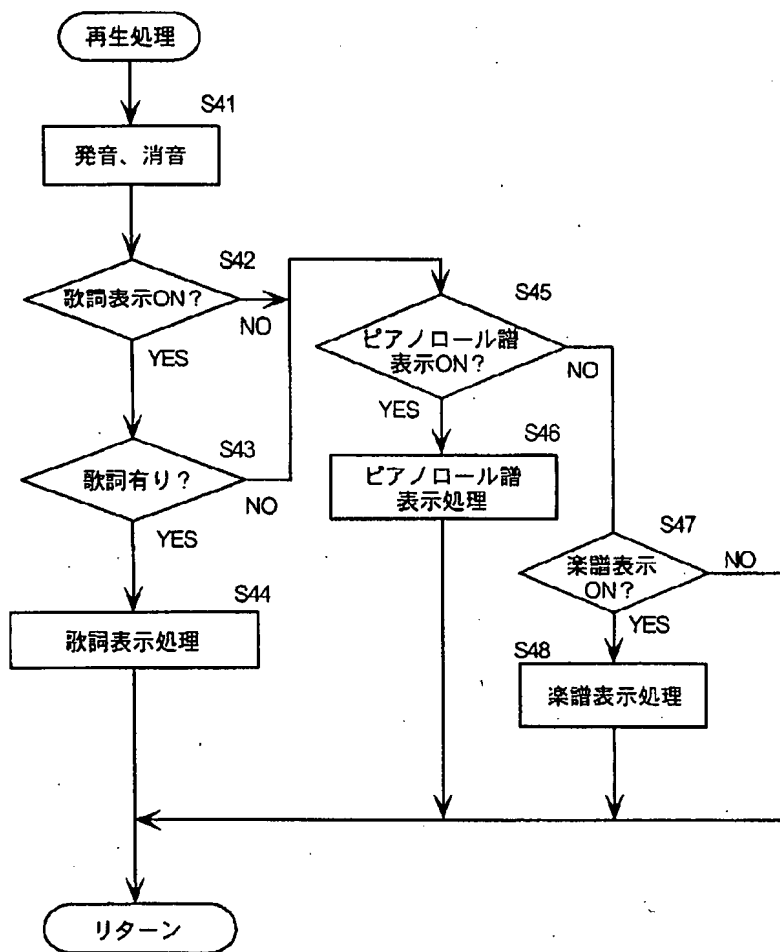 再生処理
S41
発音、消音
S42
歌詞表示ON?
NO
YES
S43
歌詞有り?
NO
YES
S44
歌詞表示処理
S45
ピアノロール譜
表示ON?
NO
YES
S46
ピアノロール譜
表示処理
S47
楽譜表示
ON?
NO
YES
S48
楽譜表示処理
リターン